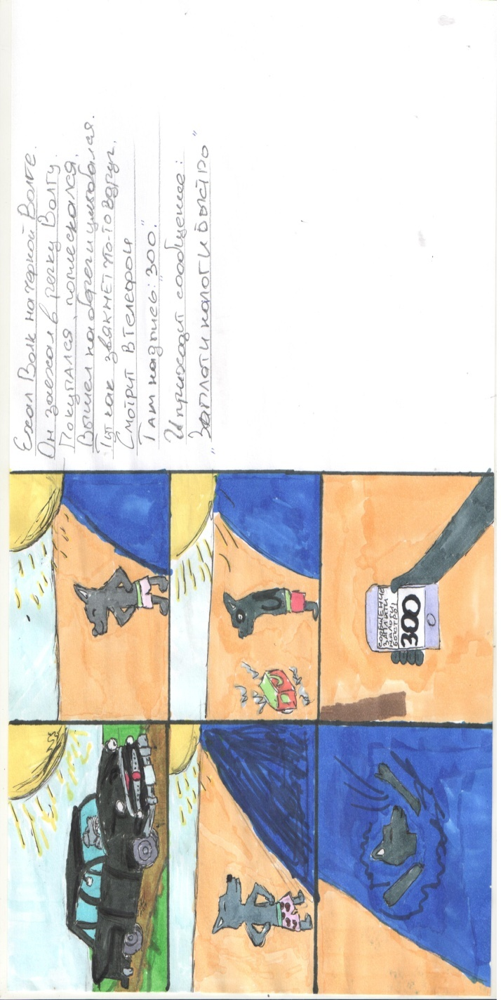 Ехал Волк на черной Волге.
Он заехал в речку Волгу.
Покупался, поплескался,
Вышел на берег и улыбался.
Тут как звякнет что-то вдруг.
Смотрит в телефон
Там надпись: "300."
И приходит сообщение:
"Заплати налоги быстро"
СООБЩЕНИЕ
ЗАПЛАТИ
НАЛОГИ
БЫСТРО!
300